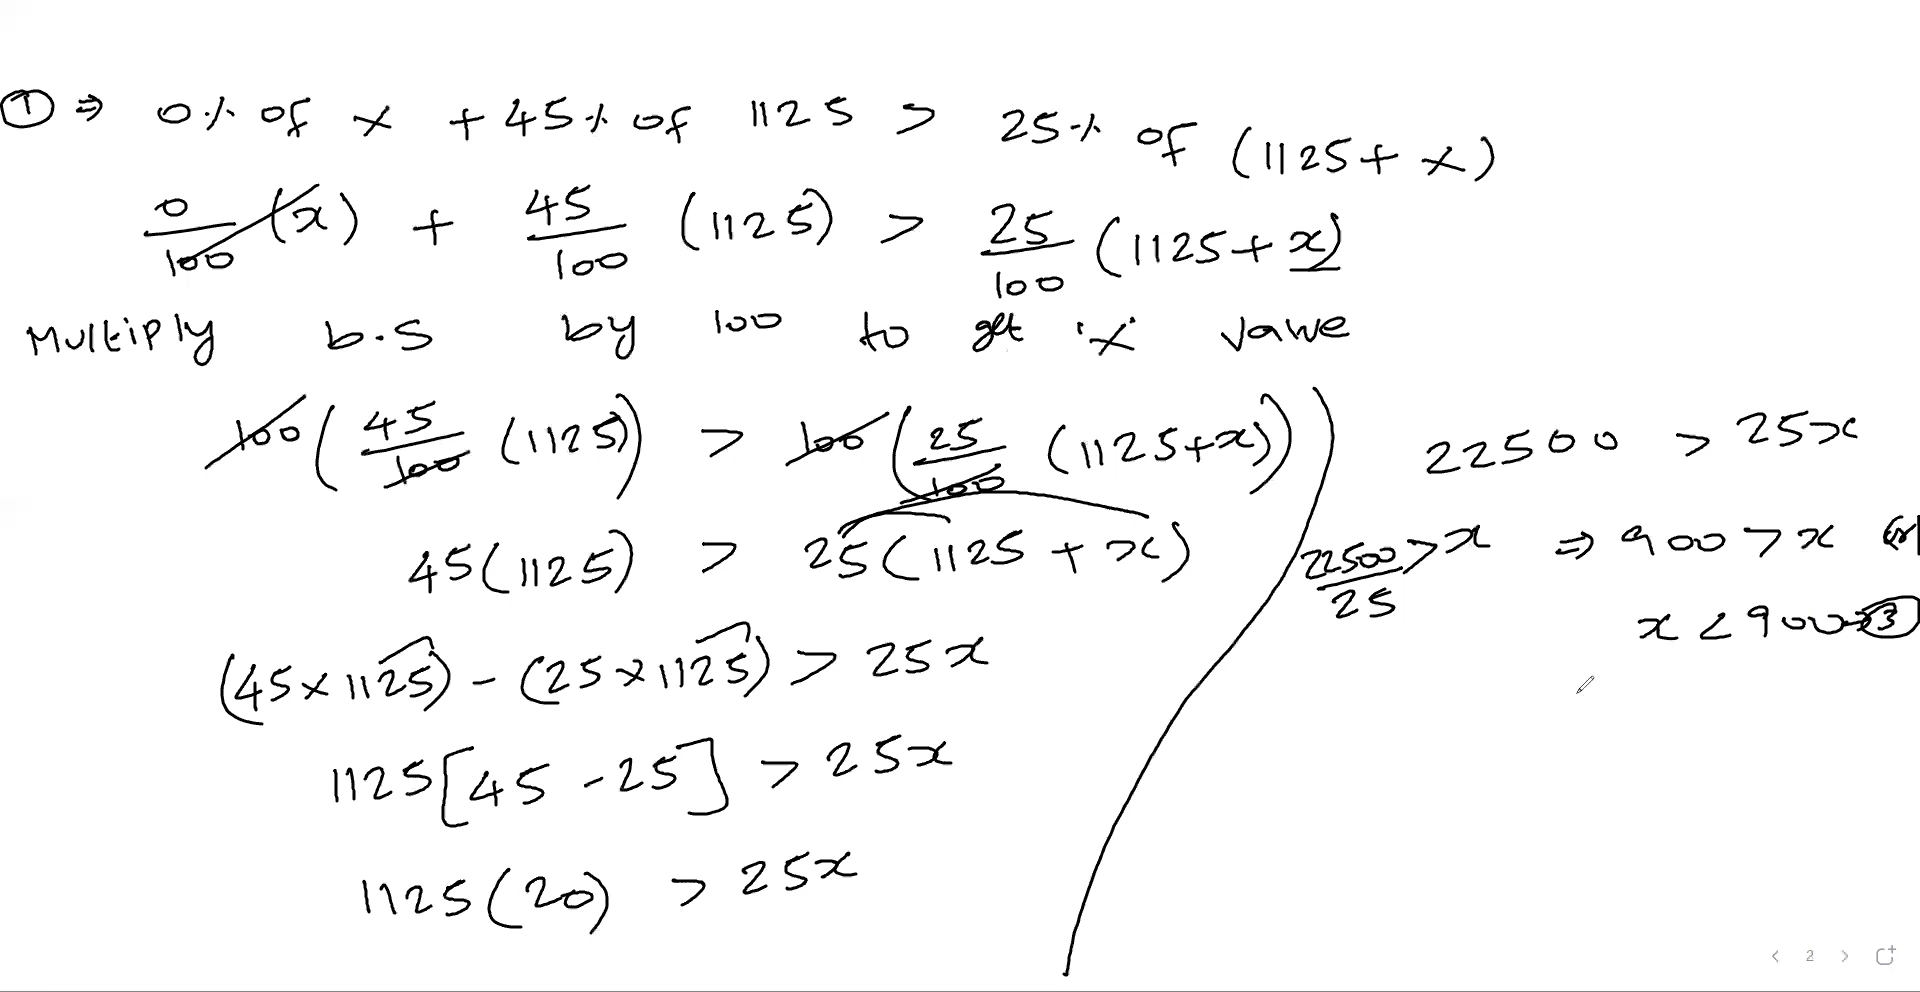 ① ⇒ 0% of x + 45% of 1125 > 25% of (1125 + x)
0/100 (x) + 45/100 (1125) > 25/100 (1125 + x)
Multiply b.s by 100 to get 'x' value
100 ( 45/100 (1125) ) > 100 ( 25/100 (1125+x) )
45 (1125) > 25 (1125 + x)
(45 × 1125) - (25 × 1125) > 25x
1125 [45 - 25] > 25x
1125 (20) > 25x
22500 > 25x
22500/25 > x ⇒ 900 > x (or)
x < 900 → ③
2